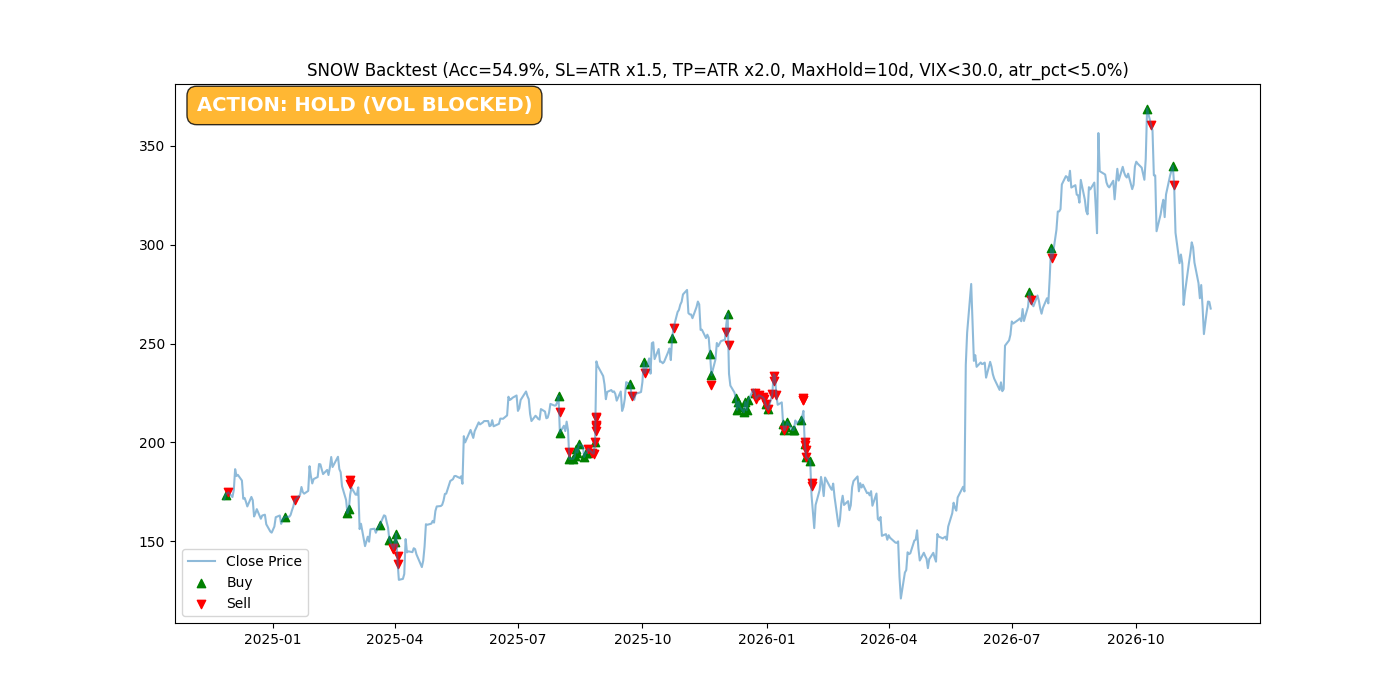 SNOW Backtest (Acc=54.9%, SL=ATR x1.5, TP=ATR x2.0, MaxHold=10d, VIX<30.0, atr_pct<5.0%)
ACTION: HOLD (VOL BLOCKED)
350
300
250
200
150
Close Price
Buy
Sell
2025-01
2025-04
2025-07
2025-10
2026-01
2026-04
2026-07
2026-10